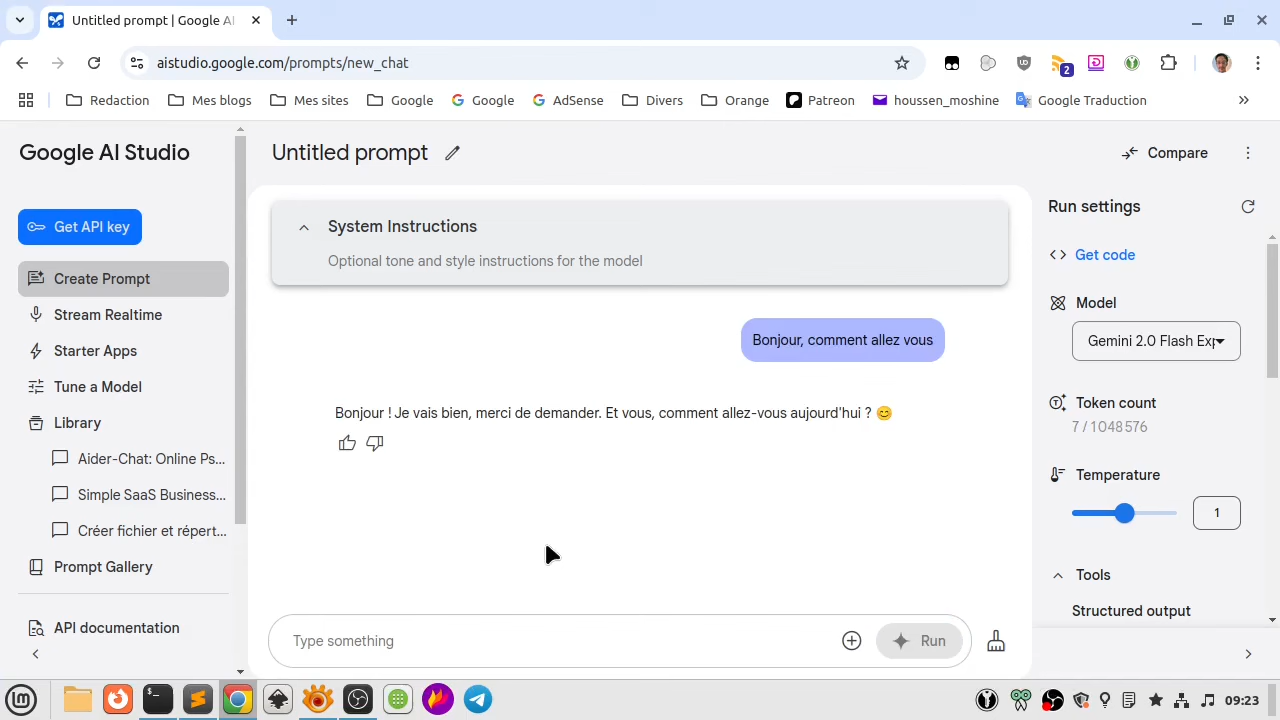 Untitled prompt | Google AI
aistudio.google.com/prompts/new_chat
2
Redaction
Mes blogs
Mes sites
Google
Google
AdSense
Divers
Orange
Patreon
houssen_moshine
Google Traduction
Google AI Studio
Get API key
Create Prompt
Stream Realtime
Starter Apps
Tune a Model
Library
Aider-Chat: Online Ps...
Simple SaaS Business...
Créer fichier et répert...
Prompt Gallery
API documentation
Untitled prompt
Compare
System Instructions
Optional tone and style instructions for the model
Bonjour, comment allez vous
Bonjour ! Je vais bien, merci de demander. Et vous, comment allez-vous aujourd'hui ? 😊
Type something
Run
Run settings
Get code
Model
Gemini 2.0 Flash Exp
Token count
7 / 1 048 576
Temperature
1
Tools
Structured output
09:23